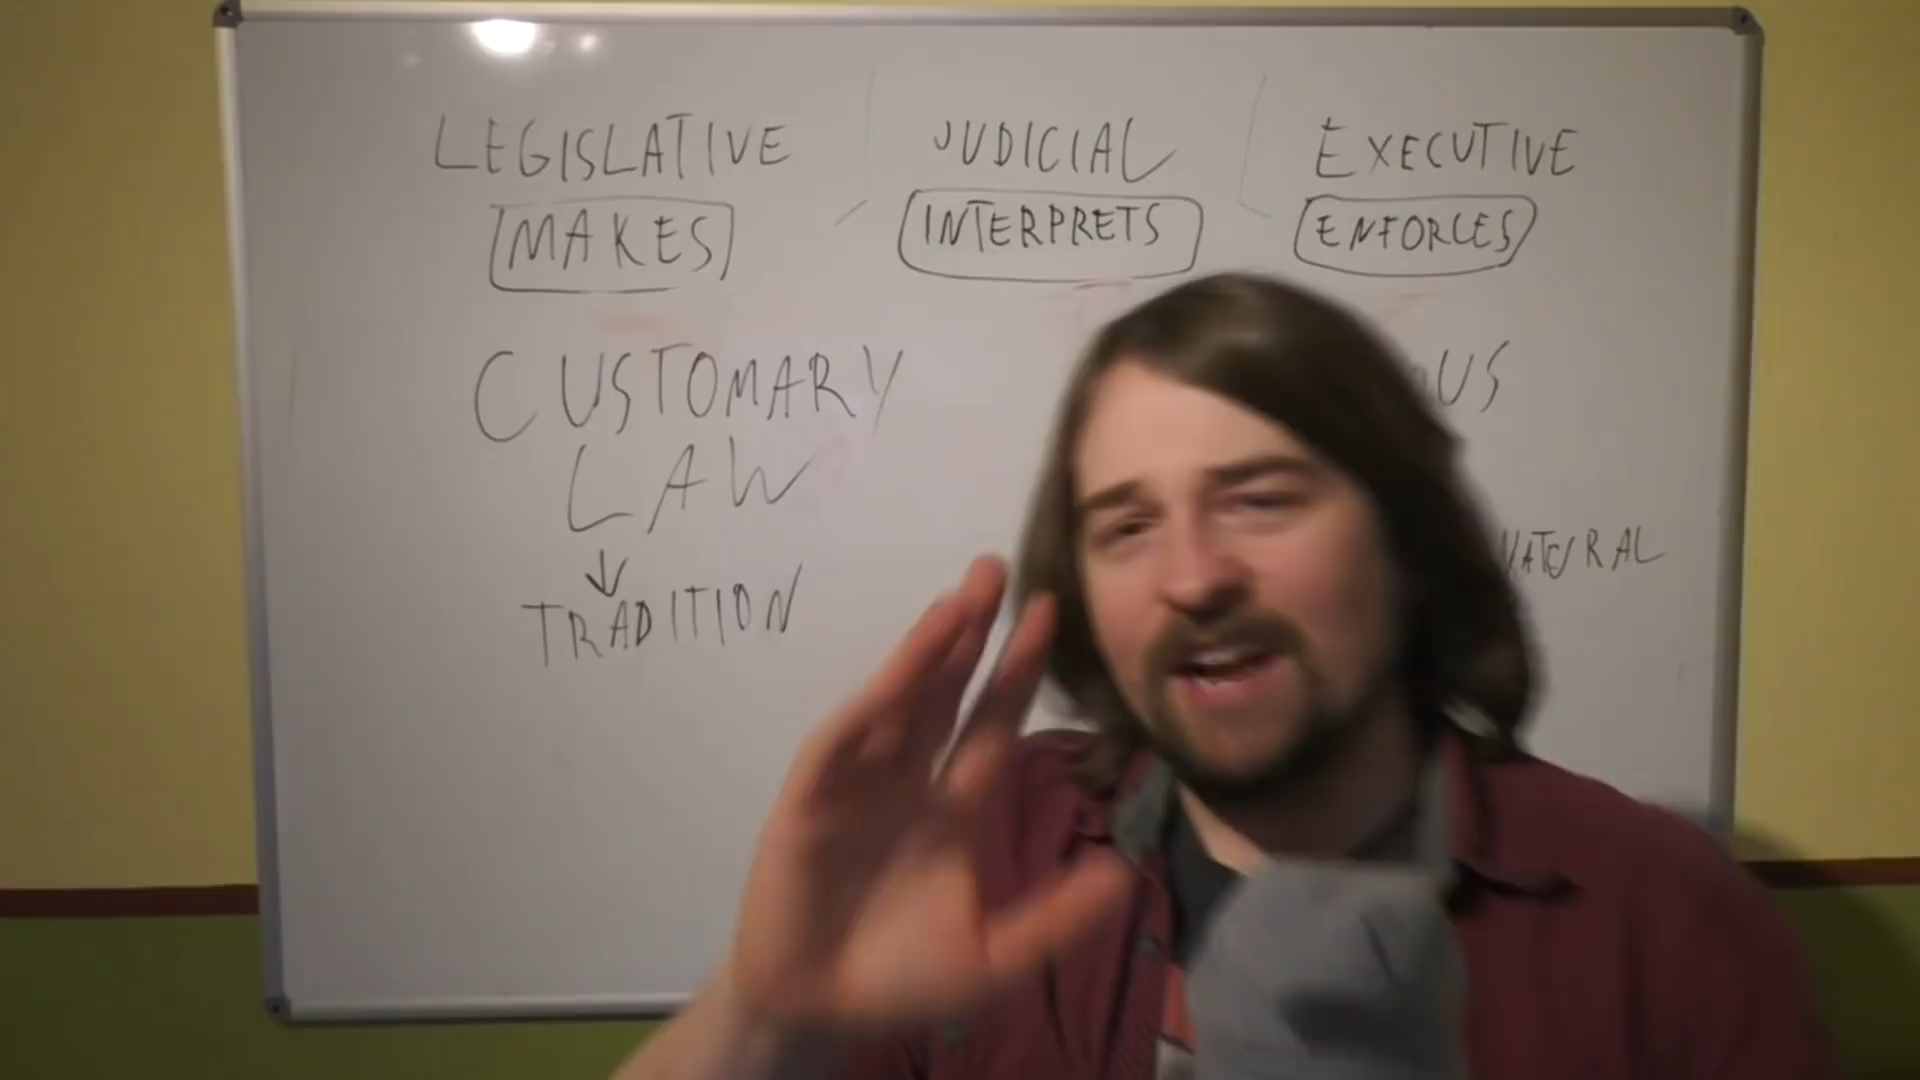 LEGISLATIVE JUDICIAL EXECUTIVE
MAKES INTERPRETS ENFORCES
CUSTOMARY
LAW
TRADITION